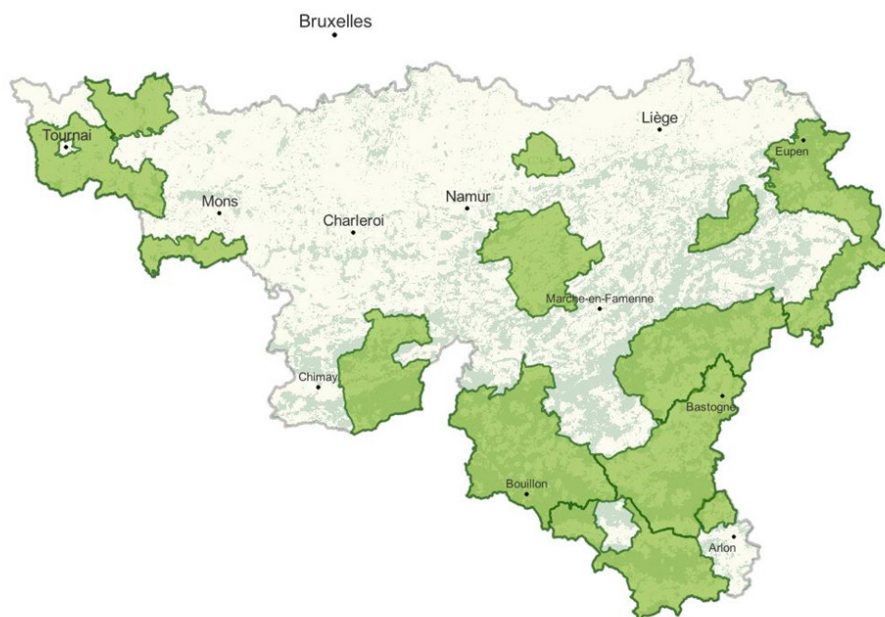 Bruxelles
Liège
Tournai
Eupen
Namur
Mons
Charleroi
Marche-en-Famenne
Chimay
Bastogne
Bouillon
Arlon